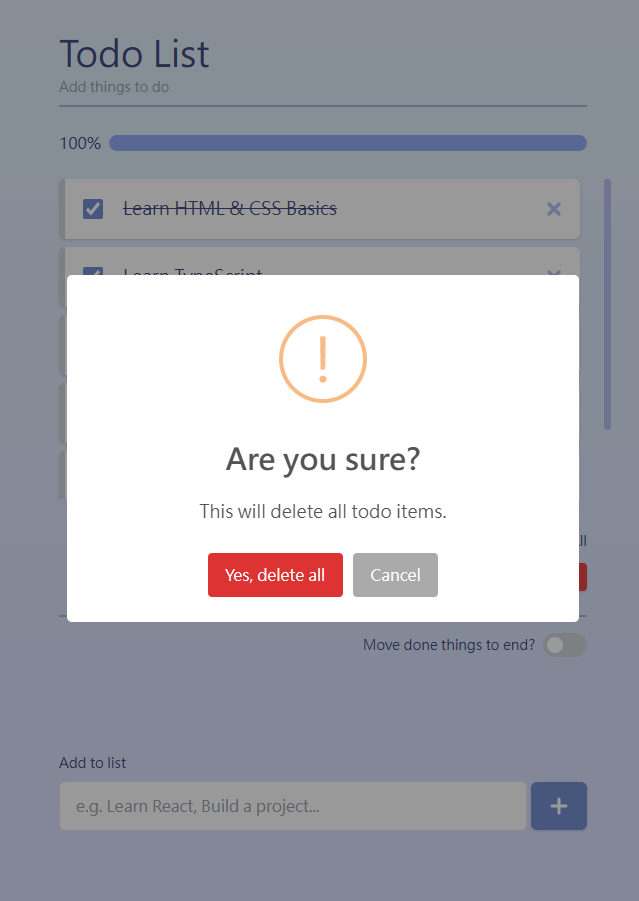 Todo List
Add things to do
100%
Learn HTML & CSS Basics
Learn TypeScript
!
Are you sure?
This will delete all todo items.
Yes, delete all
Cancel
Move done things to end?
Add to list
e.g. Learn React, Build a project...